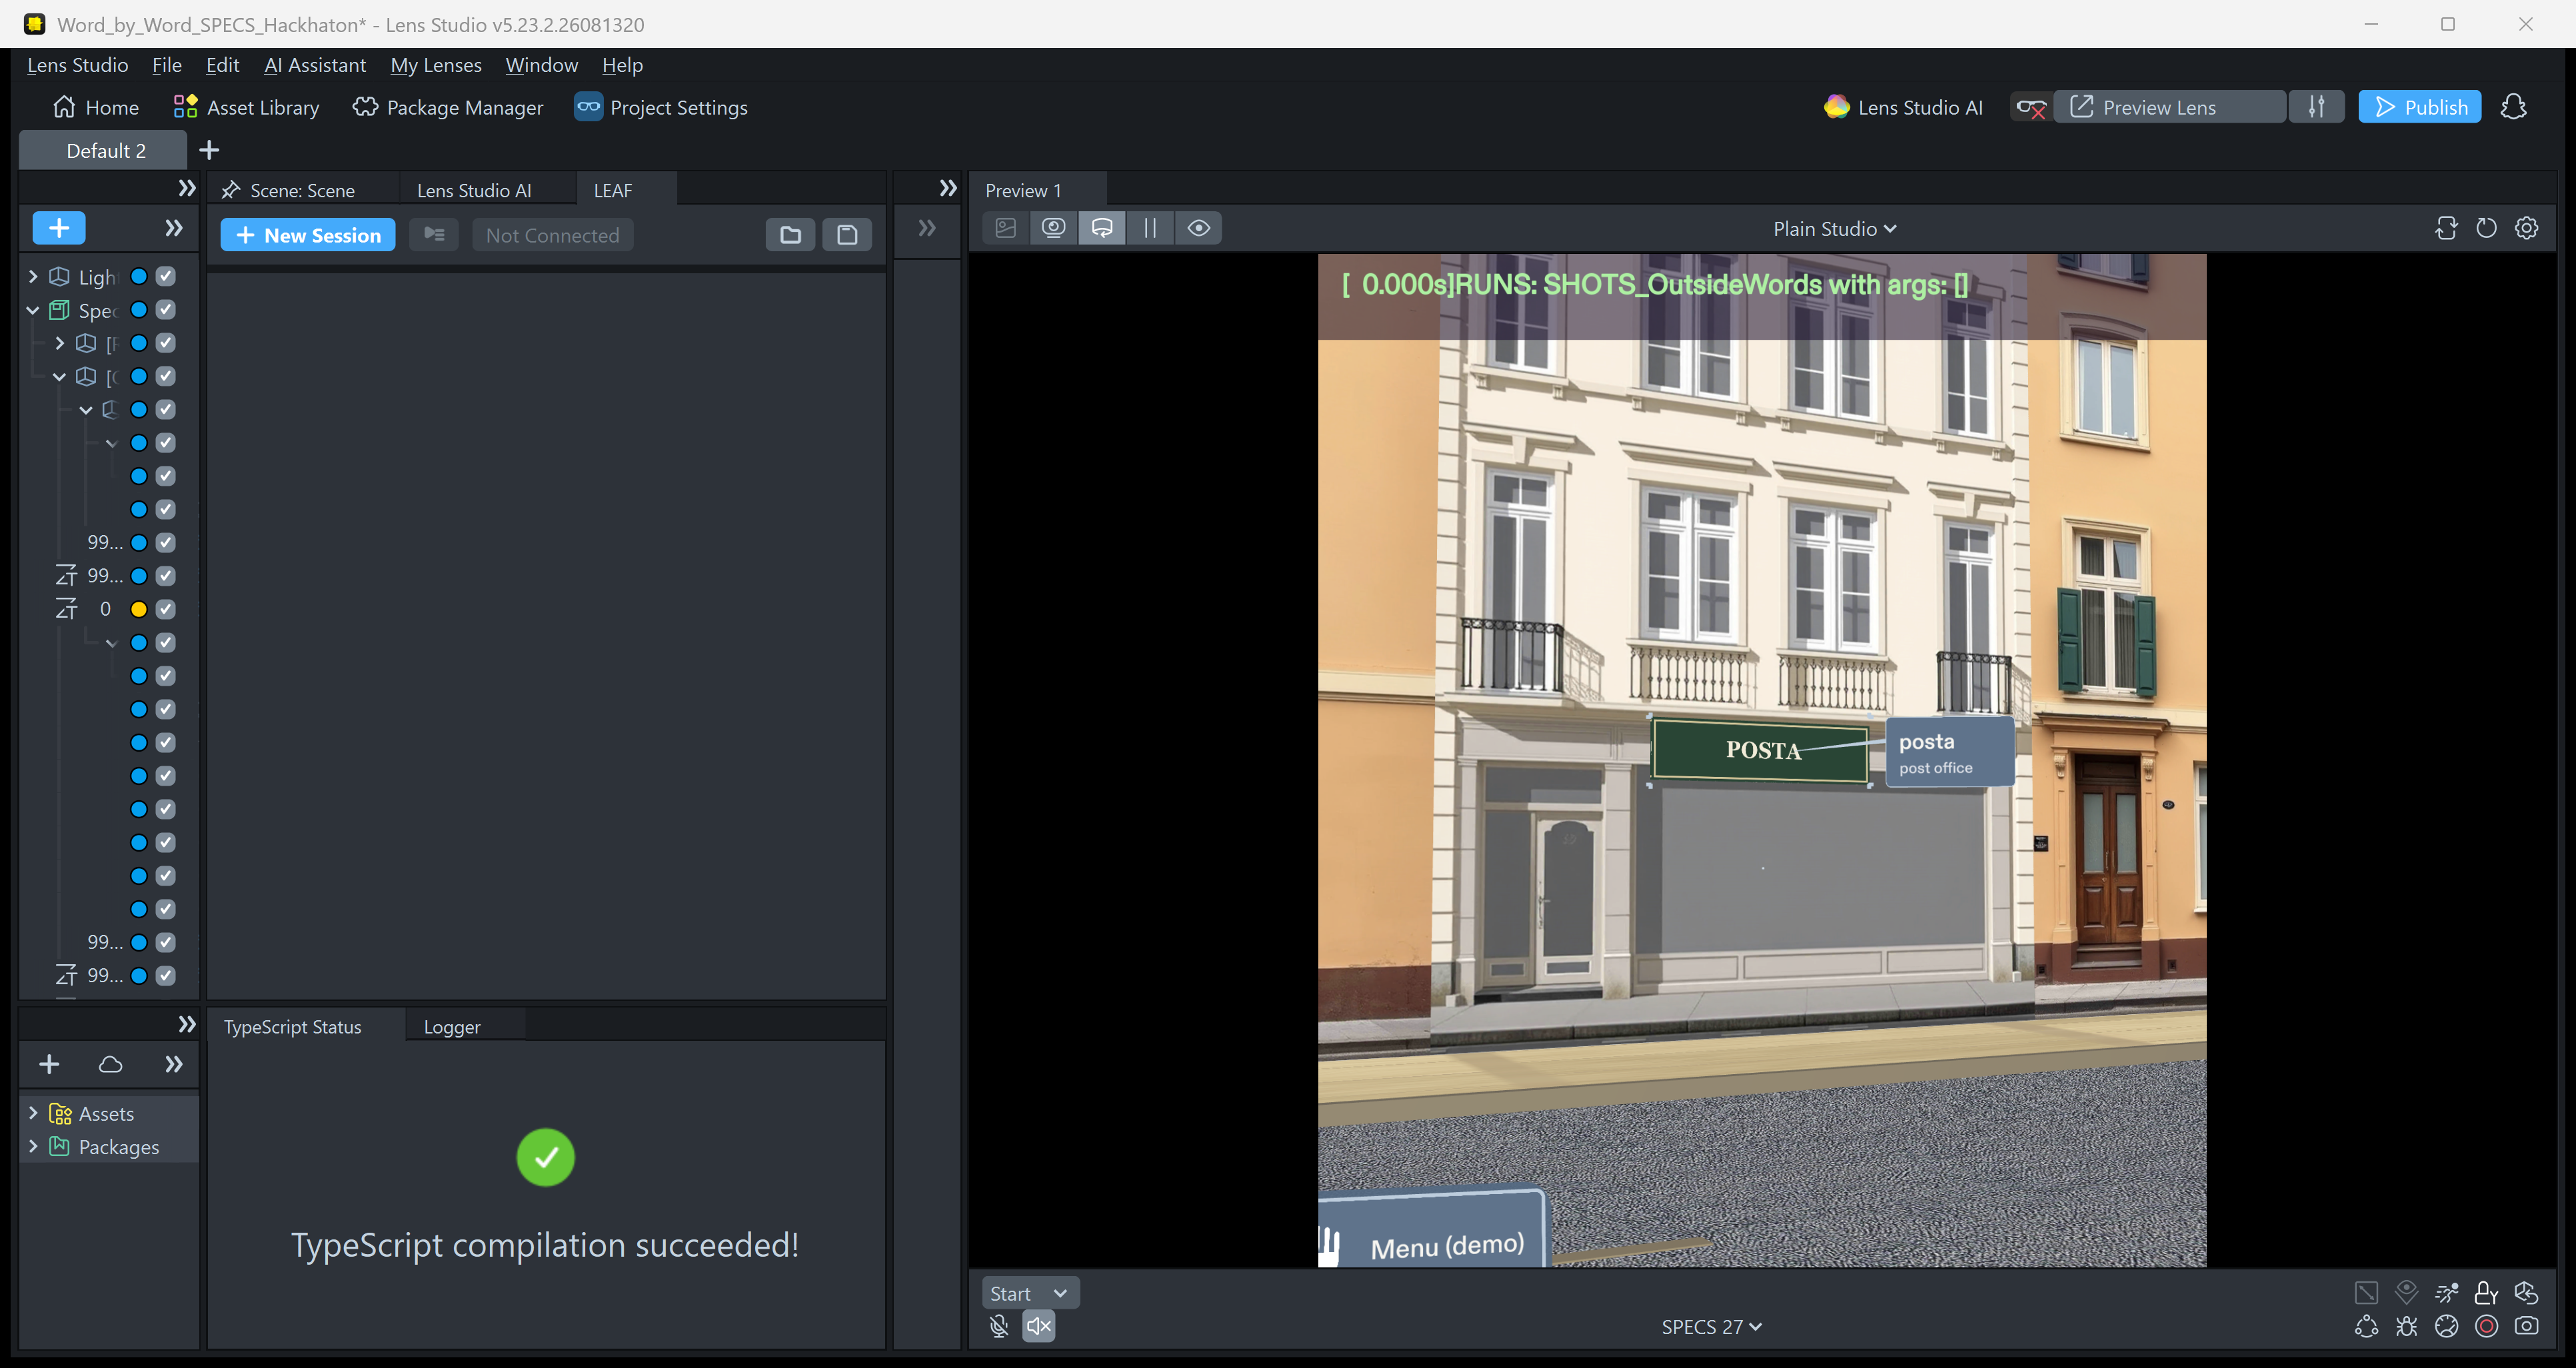 Word_by_Word_SPECS_Hackhaton* - Lens Studio v5.23.2.26081320
Lens Studio File Edit AI Assistant My Lenses Window Help
Home Asset Library Package Manager Project Settings Lens Studio AI Preview Lens Publish
Default 2
Scene: Scene Lens Studio AI LEAF Preview 1
New Session Not Connected Plain Studio
[ 0.000s]RUNS: SHOTS_OutsideWords with args: []
Ligh
Spec
99...
99...
0
POSTA
posta
post office
99...
99...
TypeScript Status Logger
Assets
Packages
TypeScript compilation succeeded!
Menu (demo)
Start
SPECS 27